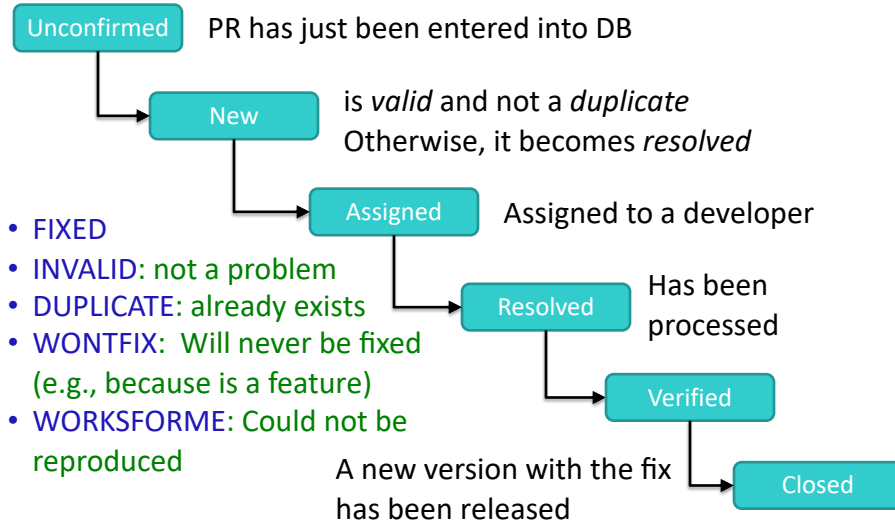 Unconfirmed
PR has just been entered into DB
New
is valid and not a duplicate
Otherwise, it becomes resolved
Assigned
Assigned to a developer
• FIXED
• INVALID: not a problem
• DUPLICATE: already exists
• WONTFIX: Will never be fixed
(e.g., because is a feature)
• WORKSFORME: Could not be
reproduced
Resolved
Has been
processed
Verified
A new version with the fix
has been released
Closed